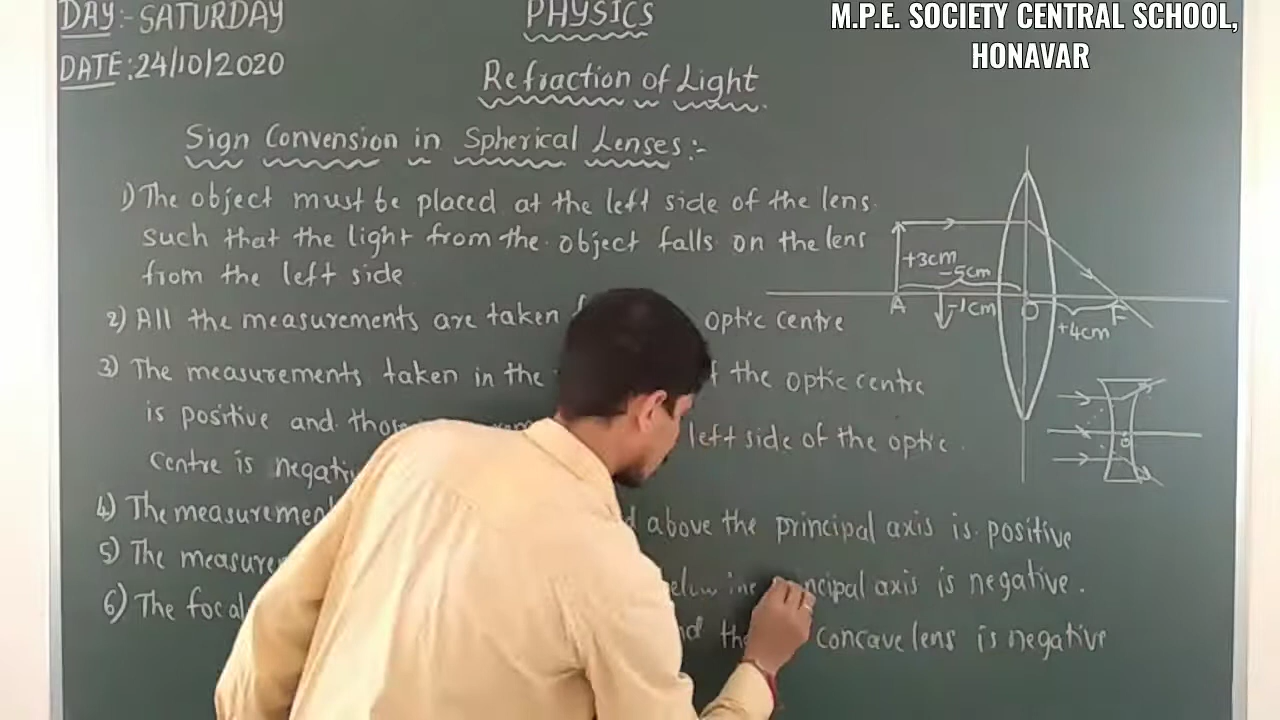 DAY:- SATURDAY
PHYSICS
M.P.E. SOCIETY CENTRAL SCHOOL,
HONAVAR
DATE:24/10/2020
Refraction of Light
Sign Convension in Spherical Lenses:-
1) The object must be placed at the left side of the lens
such that the light from the object falls on the lens
from the left side
2) All the measurements are taken optic centre
3) The measurements taken in the of the optic centre
is positive and left side of the optic
centre is
4) The above the principal axis is positive
5) The axis is negative.
6) The focal concave lens is negative
+3cm
-5cm
A
-1cm
O
F
+4cm
O